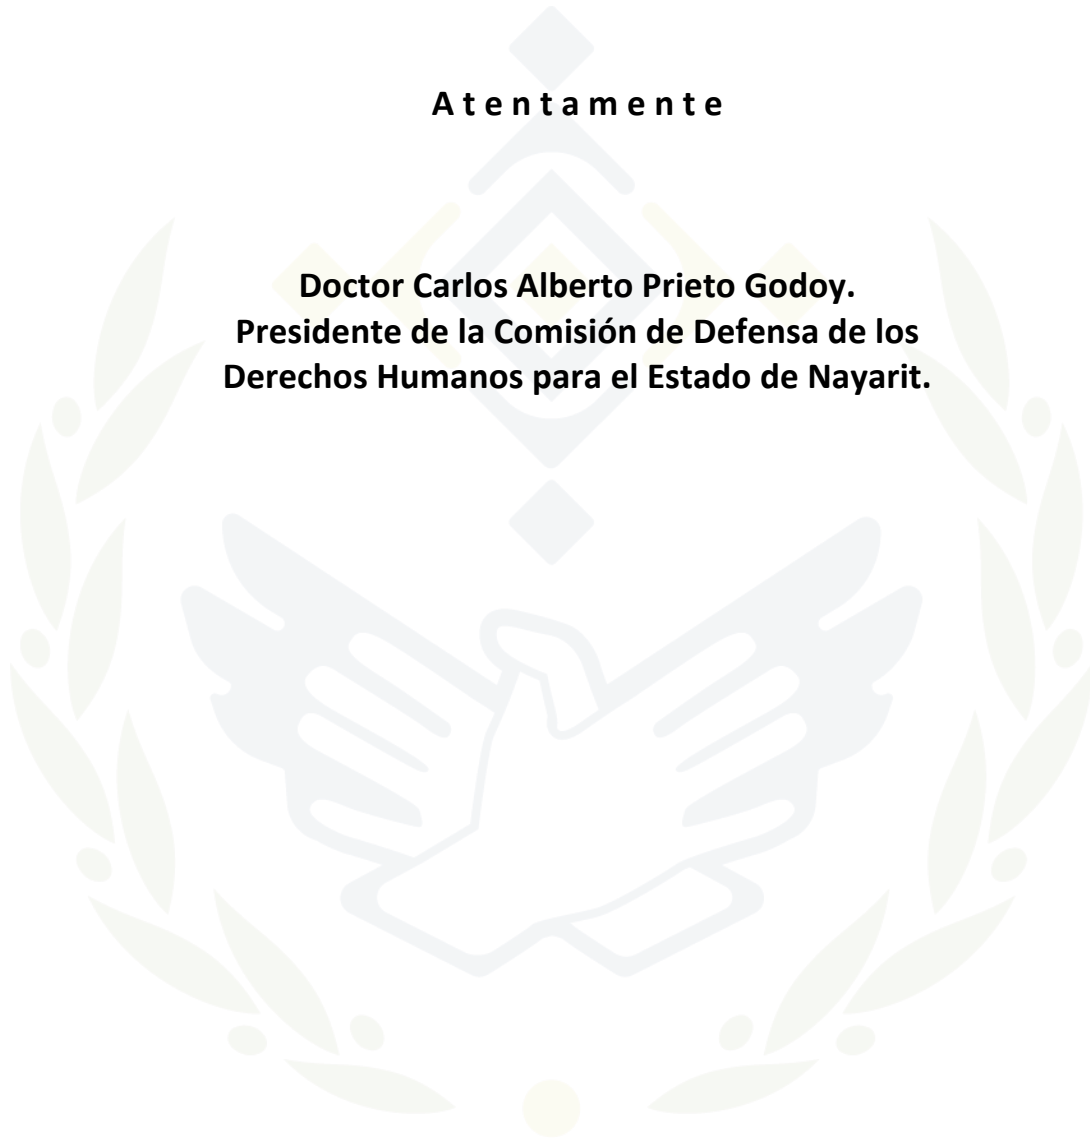 A t e n t a m e n t e
Doctor Carlos Alberto Prieto Godoy.
Presidente de la Comisión de Defensa de los
Derechos Humanos para el Estado de Nayarit.